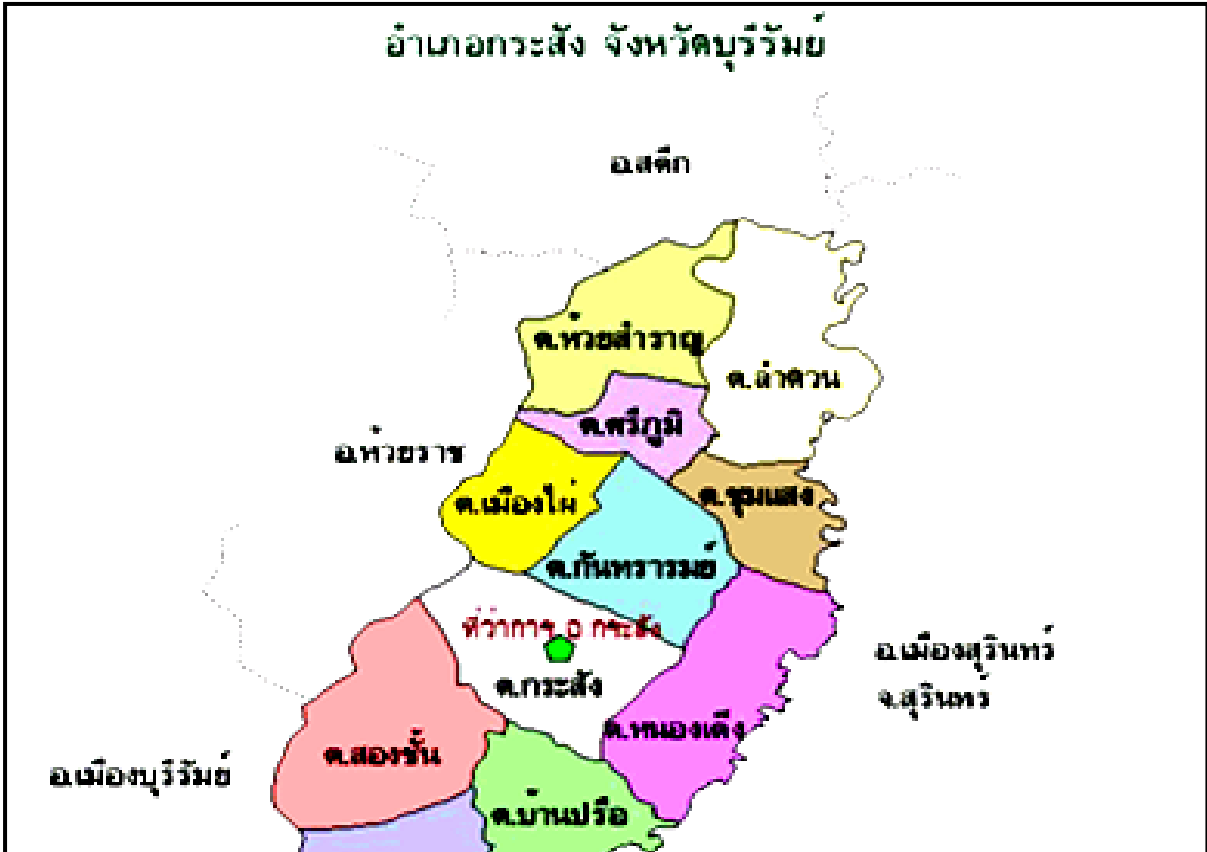 อำเภอกระสัง จังหวัดบุรีรัมย์
อ.สตึก
ต.ห้วยสำราญ
ต.ลำดวน
ต.ศรีภูมิ
อ.ห้วยราช
ต.เมืองไผ่
ต.ชุมแสง
ต.กันทรารมย์
ที่ว่าการ อ กระสัง
อ.เมืองสุรินทร์
จ.สุรินทร์
ต.กระสัง
ต.หนองเต็ง
ต.สองชั้น
อ.เมืองบุรีรัมย์
ต.บ้านปรือ